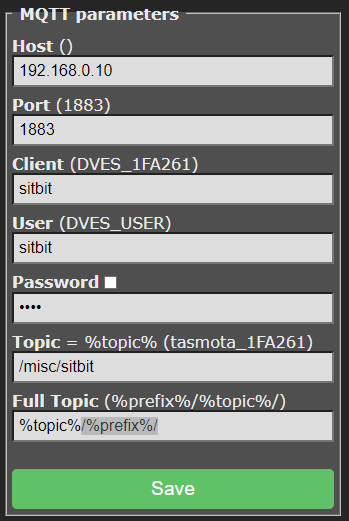 MQTT parameters
Host ()
192.168.0.10
Port (1883)
1883
Client (DVES_1FA261)
sitbit
User (DVES_USER)
sitbit
Password
••••
Topic = %topic% (tasmota_1FA261)
/misc/sitbit
Full Topic (%prefix%/%topic%/)
%topic%/%prefix%/
Save